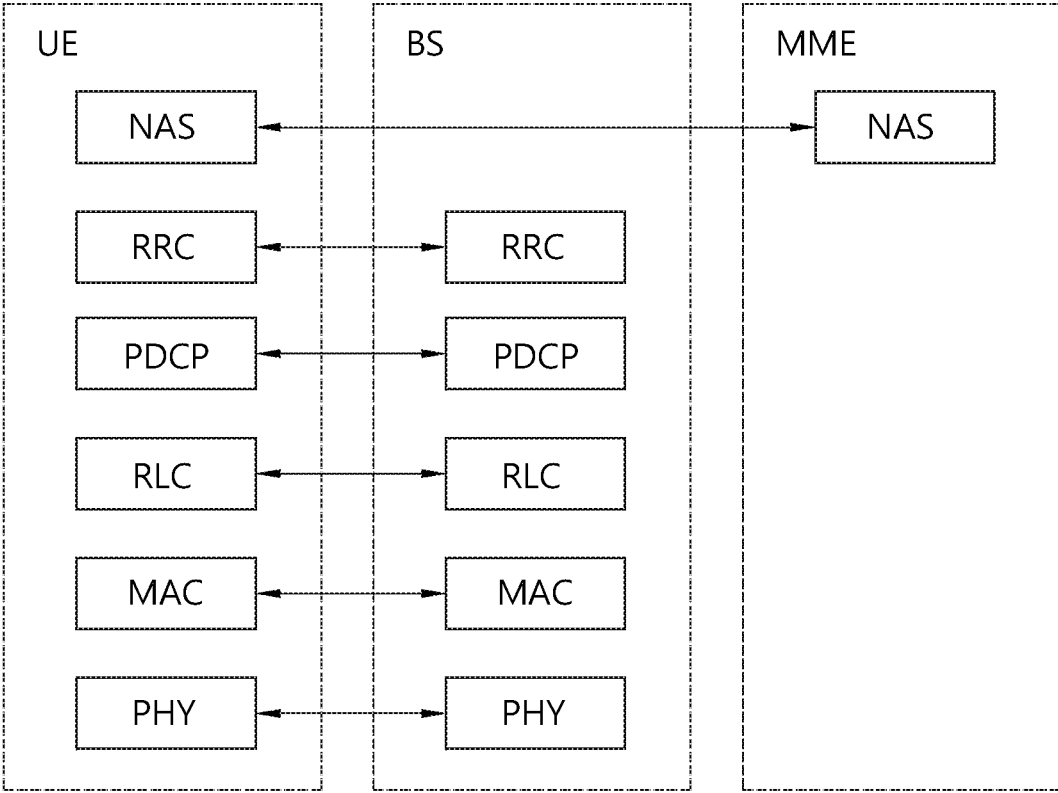 UE BS MME
NAS NAS
RRC RRC
PDCP PDCP
RLC RLC
MAC MAC
PHY PHY